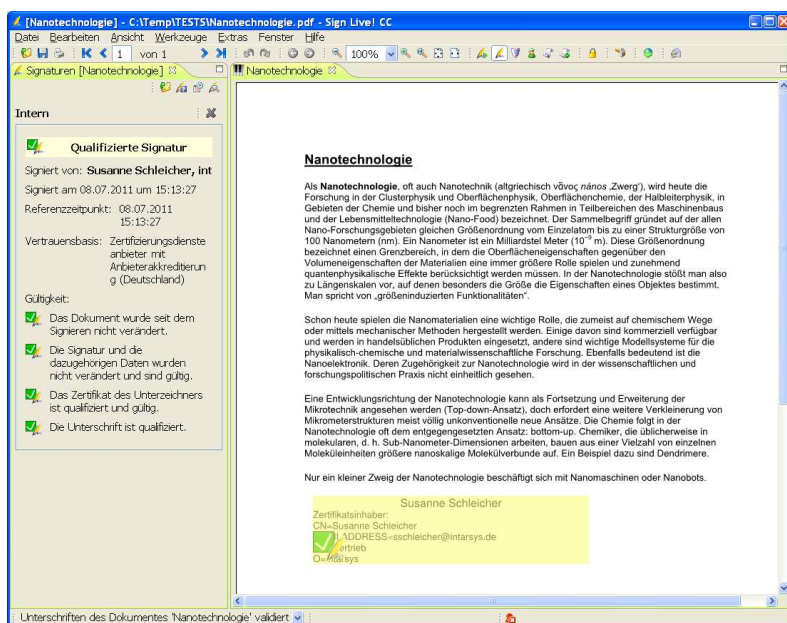 [Nanotechnologie] - C:\Temp\TESTS\Nanotechnologie.pdf - Sign Live! CC
Datei Bearbeiten Ansicht Werkzeuge Extras Fenster Hilfe
1 von 1 100%
Signaturen [Nanotechnologie]
Nanotechnologie
Intern
Qualifizierte Signatur
Signiert von: Susanne Schleicher, int
Signiert am 08.07.2011 um 15:13:27
Referenzzeitpunkt: 08.07.2011
15:13:27
Vertrauensbasis: Zertifizierungsdienste
anbieter mit
Anbieterakkreditierun
g (Deutschland)
Gültigkeit:
Das Dokument wurde seit dem
Signieren nicht verändert.
Die Signatur und die
dazugehörigen Daten wurden
nicht verändert und sind gültig.
Das Zertifikat des Unterzeichners
ist qualifiziert und gültig.
Die Unterschrift ist qualifiziert.
Nanotechnologie
Als Nanotechnologie, oft auch Nanotechnik (altgriechisch νᾶνος nános ‚Zwerg‘), wird heute die
Forschung in der Clusterphysik und Oberflächenphysik, Oberflächenchemie, der Halbleiterphysik, in
Gebieten der Chemie und bisher noch im begrenzten Rahmen in Teilbereichen des Maschinenbaus
und der Lebensmitteltechnologie (Nano-Food) bezeichnet. Der Sammelbegriff gründet auf der allen
Nano-Forschungsgebieten gleichen Größenordnung vom Einzelatom bis zu einer Strukturgröße von
100 Nanometern (nm). Ein Nanometer ist ein Milliardstel Meter (10⁻⁹ m). Diese Größenordnung
bezeichnet einen Grenzbereich, in dem die Oberflächeneigenschaften gegenüber den
Volumeneigenschaften der Materialien eine immer größere Rolle spielen und zunehmend
quantenphysikalische Effekte berücksichtigt werden müssen. In der Nanotechnologie stößt man also
zu Längenskalen vor, auf denen besonders die Größe die Eigenschaften eines Objektes bestimmt.
Man spricht von „größeninduzierten Funktionalitäten“.
Schon heute spielen die Nanomaterialien eine wichtige Rolle, die zumeist auf chemischem Wege
oder mittels mechanischer Methoden hergestellt werden. Einige davon sind kommerziell verfügbar
und werden in handelsüblichen Produkten eingesetzt, andere sind wichtige Modellsysteme für die
physikalisch-chemische und materialwissenschaftliche Forschung. Ebenfalls bedeutend ist die
Nanoelektronik. Deren Zugehörigkeit zur Nanotechnologie wird in der wissenschaftlichen und
forschungspolitischen Praxis nicht einheitlich gesehen.
Eine Entwicklungsrichtung der Nanotechnologie kann als Fortsetzung und Erweiterung der
Mikrotechnik angesehen werden (Top-down-Ansatz), doch erfordert eine weitere Verkleinerung von
Mikrometerstrukturen meist völlig unkonventionelle neue Ansätze. Die Chemie folgt in der
Nanotechnologie oft dem entgegengesetzten Ansatz: bottom-up. Chemiker, die üblicherweise in
molekularen, d. h. Sub-Nanometer-Dimensionen arbeiten, bauen aus einer Vielzahl von einzelnen
Moleküleinheiten größere nanoskalige Molekülverbunde auf. Ein Beispiel dazu sind Dendrimere.
Nur ein kleiner Zweig der Nanotechnologie beschäftigt sich mit Nanomaschinen oder Nanobots.
Susanne Schleicher
Zertifikatsinhaber:
CN=Susanne Schleicher
ADDRESS=sschleicher@intarsys.de
ertrieb
Unterschriften des Dokumentes 'Nanotechnologie' validiert